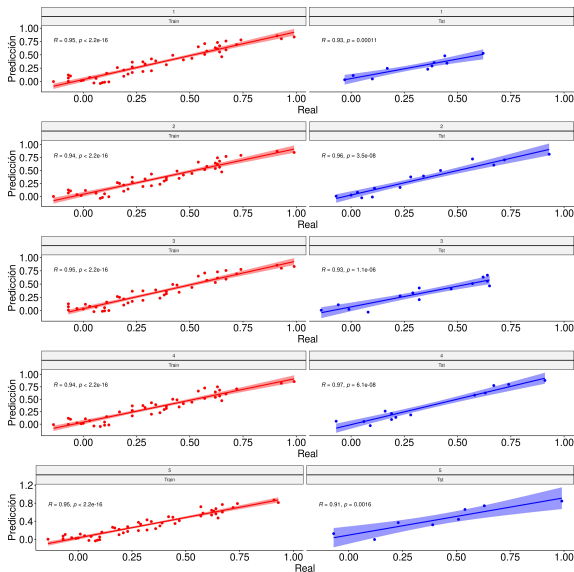 1 1
Train Tst
R = 0.95, p < 2.2e-16 R = 0.93, p = 0.00011
Predicción
1.00
0.75
0.50
0.25
0.00
0.00 0.25 0.50 0.75 1.00 0.00 0.25 0.50 0.75 1.00
Real Real
2 2
Train Tst
R = 0.94, p < 2.2e-16 R = 0.96, p = 3.5e-08
Predicción
1.00
0.75
0.50
0.25
0.00
0.00 0.25 0.50 0.75 1.00 0.00 0.25 0.50 0.75 1.00
Real Real
3 3
Train Tst
R = 0.95, p < 2.2e-16 R = 0.93, p = 1.1e-06
Predicción
1.00
0.75
0.50
0.25
0.00
0.00 0.25 0.50 0.75 1.00 0.00 0.25 0.50 0.75 1.00
Real Real
4 4
Train Tst
R = 0.94, p < 2.2e-16 R = 0.97, p = 6.1e-08
Predicción
1.00
0.75
0.50
0.25
0.00
0.00 0.25 0.50 0.75 1.00 0.00 0.25 0.50 0.75 1.00
Real Real
5 5
Train Tst
R = 0.95, p < 2.2e-16 R = 0.91, p = 0.0016
Predicción
1.2
0.8
0.4
0.0
0.00 0.25 0.50 0.75 1.00 0.00 0.25 0.50 0.75 1.00
Real Real